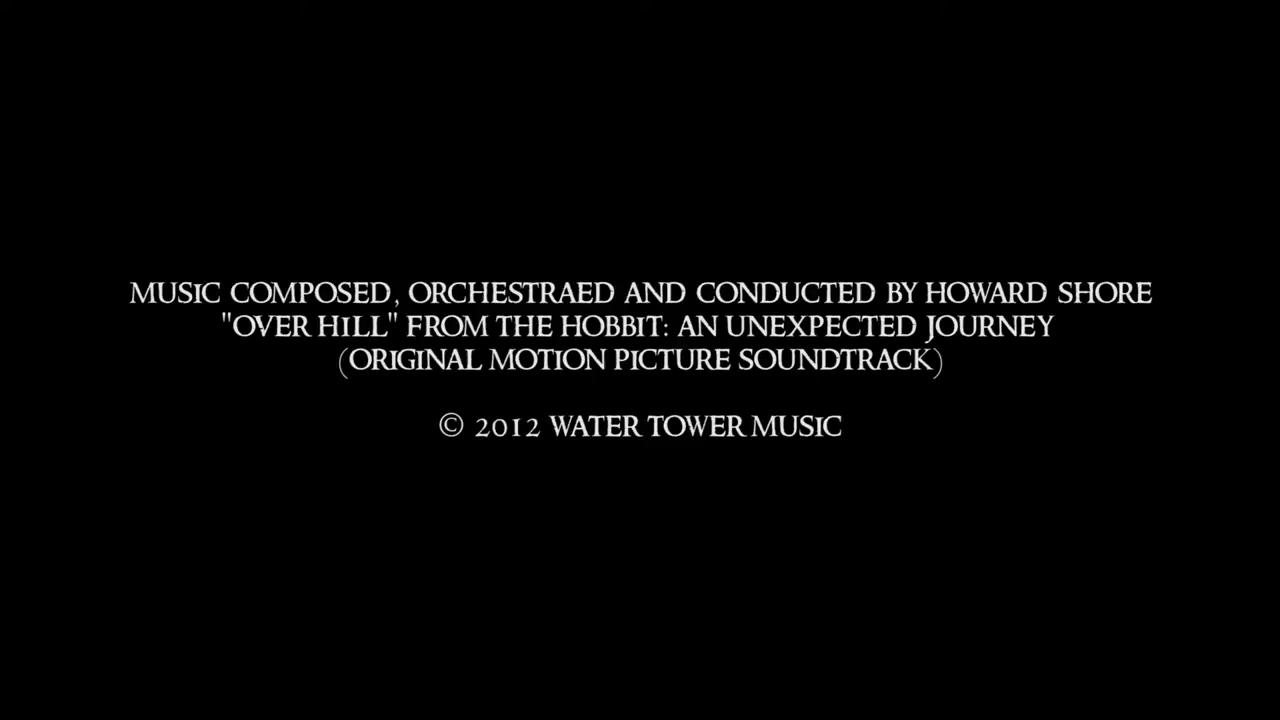 MUSIC COMPOSED, ORCHESTRAED AND CONDUCTED BY HOWARD SHORE
"OVER HILL" FROM THE HOBBIT: AN UNEXPECTED JOURNEY
(ORIGINAL MOTION PICTURE SOUNDTRACK)
© 2012 WATER TOWER MUSIC